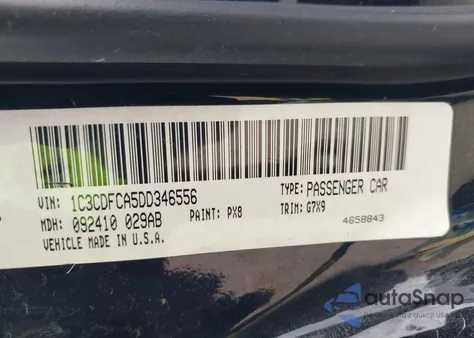 VIN: 1C3CDFCA5DD346556 TYPE: PASSENGER CAR
MDH: 092410 029AB PAINT: PX8 TRIM: G7X9
VEHICLE MADE IN U.S.A. 4658843
autoSnap